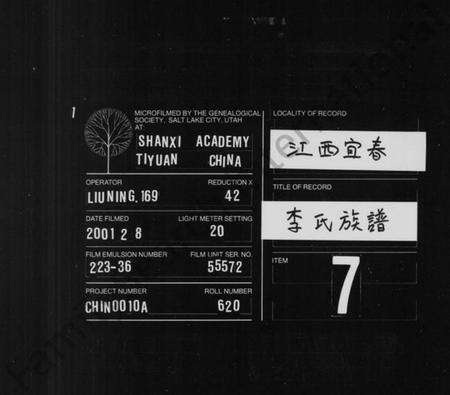 1
MICROFILMED BY THE GENEALOGICAL
SOCIETY, SALT LAKE CITY, UTAH
AT
SHANXI ACADEMY
TIYUAN CHINA
OPERATOR REDUCTION X
LIUNING.169 42
DATE FILMED LIGHT METER SETTING
2001 2 8 20
FILM EMULSION NUMBER FILM UNIT SER. NO.
223-36 55572
PROJECT NUMBER ROLL NUMBER
CHIN0010A 620
LOCALITY OF RECORD
江西宜春
TITLE OF RECORD
李氏族譜
ITEM
7